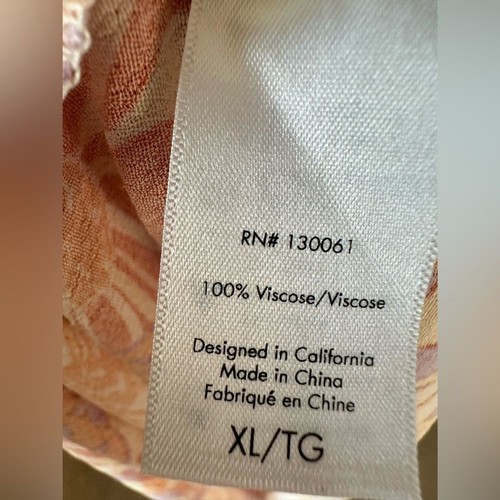 RN# 130061
100% Viscose/Viscose
Designed in California
Made in China
Fabriqué en Chine
XL/TG